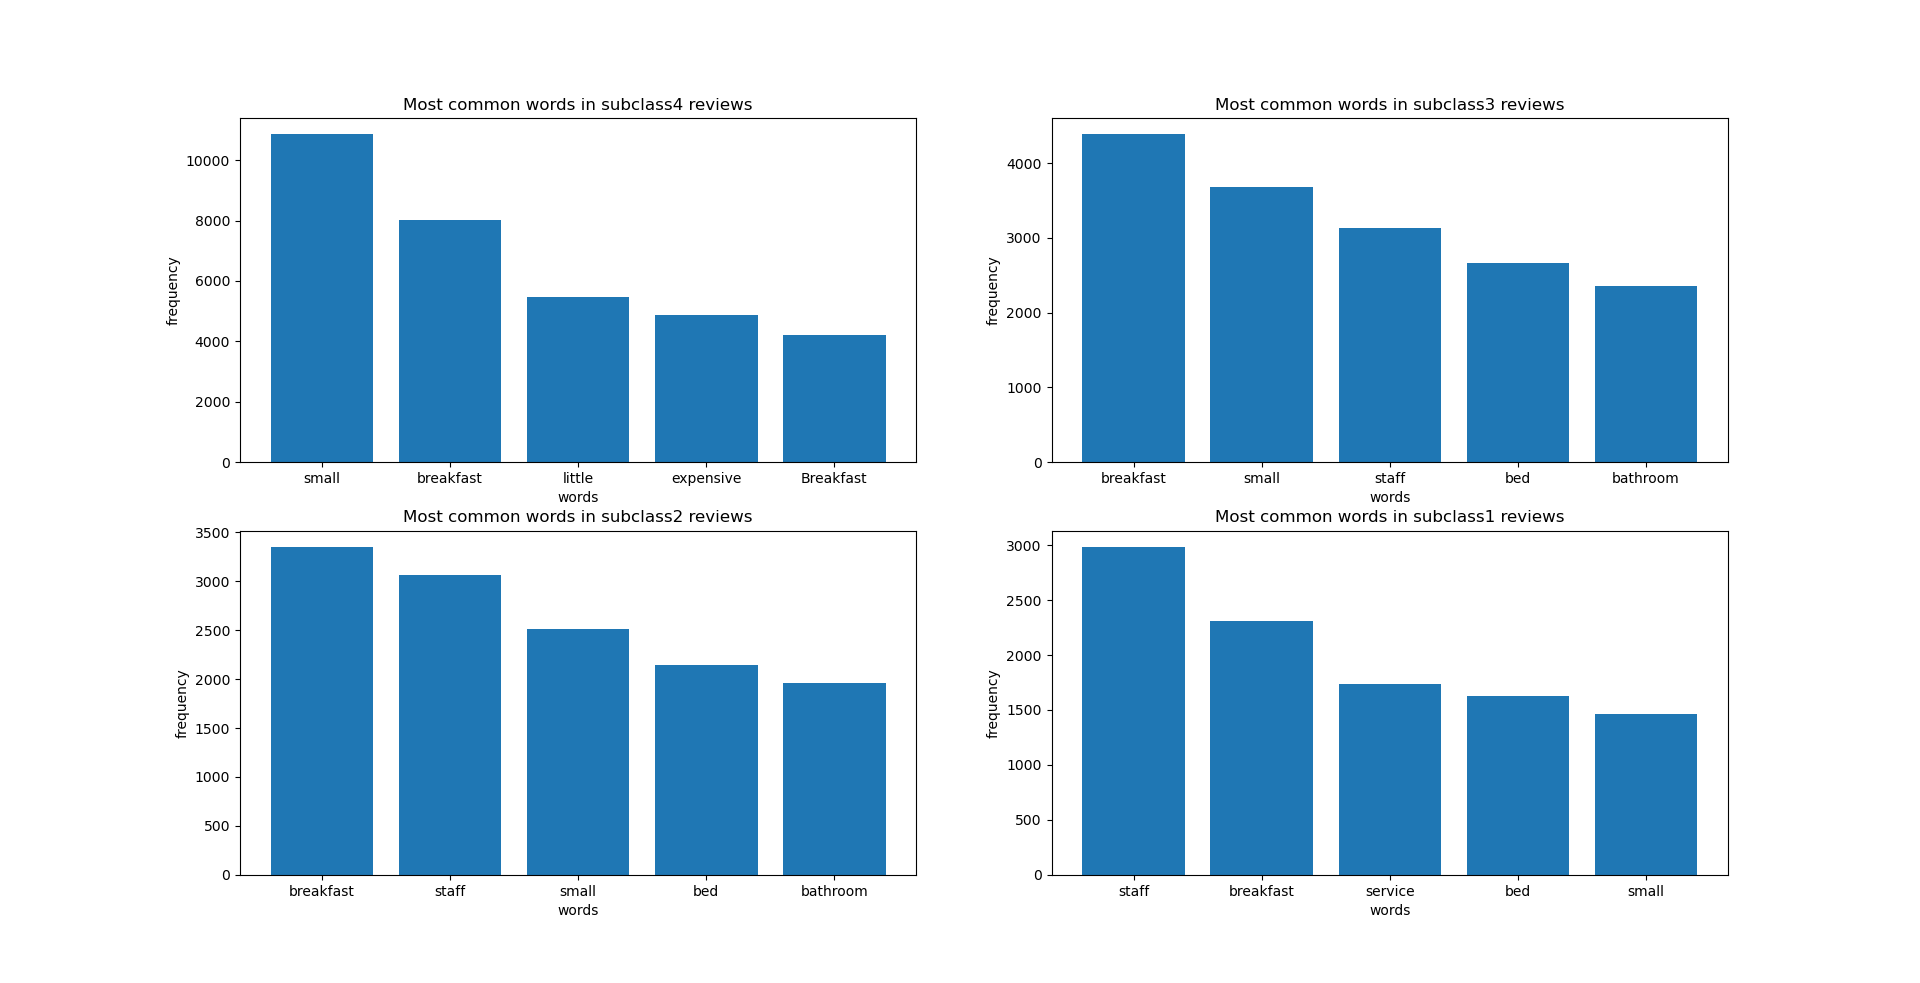 Most common words in subclass4 reviews
10000
8000
6000
4000
2000
0
frequency
small breakfast little expensive Breakfast
words
Most common words in subclass3 reviews
4000
3000
2000
1000
0
frequency
breakfast small staff bed bathroom
words
Most common words in subclass2 reviews
3500
3000
2500
2000
1500
1000
500
0
frequency
breakfast staff small bed bathroom
words
Most common words in subclass1 reviews
3000
2500
2000
1500
1000
500
0
frequency
staff breakfast service bed small
words